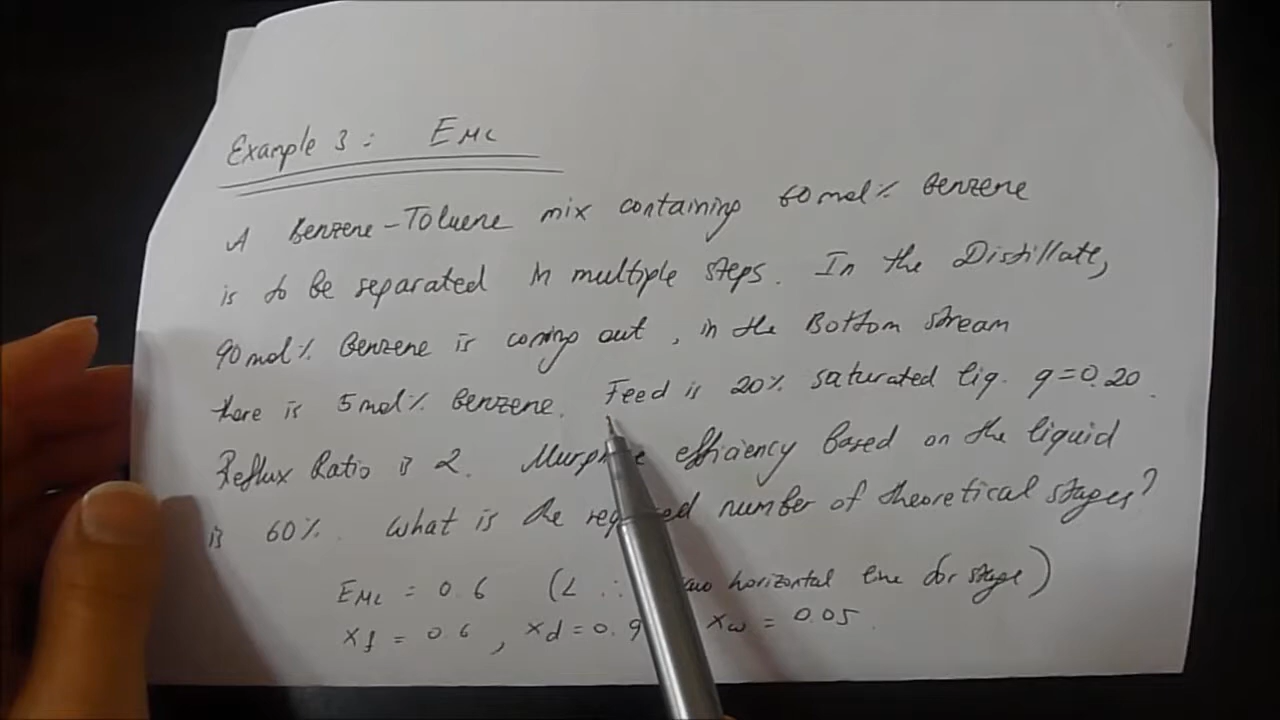 Example 3 : EML
A Benzene-Toluene mix containing 60 mol% Benzene
is to be separated in multiple steps. In the Distillate,
90 mol% Benzene is coming out, in the Bottom stream
there is 5 mol% Benzene. Feed is 20% saturated liq. q=0.20.
Reflux Ratio is 2. efficiency Based on the liquid
is 60%. What is the number of theoretical stages?
EML = 0.6 (L ∴ horizontal line for stage)
xf = 0.6 , xd = 0.9 xw = 0.05.